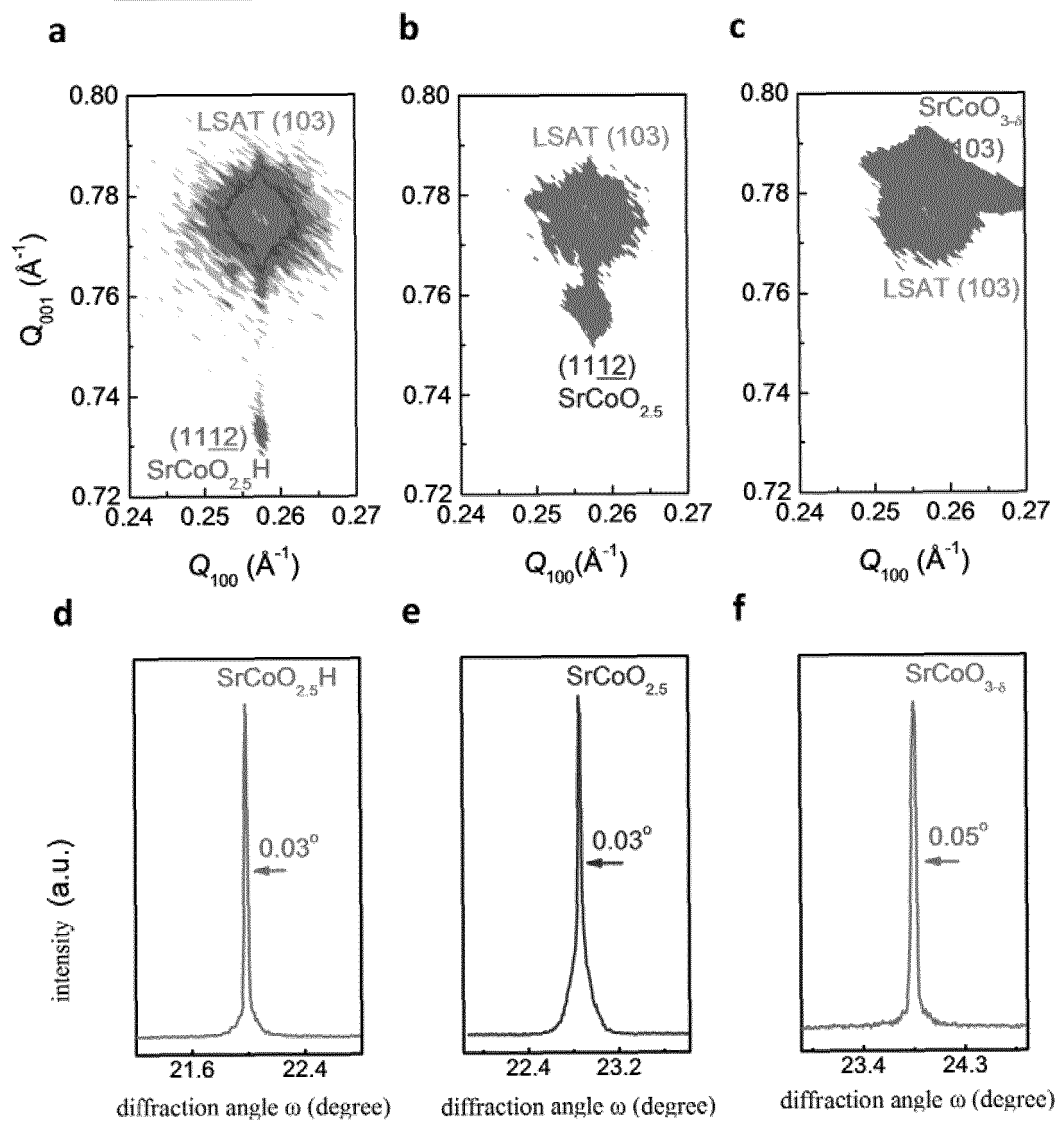 a
0.80
0.78
0.76
0.74
0.72
Q001 (Å-1)
LSAT (103)
(1112)
SrCoO2.5H
0.24 0.25 0.26 0.27
Q100 (Å-1)
b
0.80
0.78
0.76
0.74
0.72
LSAT (103)
(1112)
SrCoO2.5
0.24 0.25 0.26 0.27
Q100(Å-1)
c
0.80
0.78
0.76
0.74
0.72
SrCoO3-δ
(103)
LSAT (103)
0.24 0.25 0.26 0.27
Q100 (Å-1)
d
SrCoO2.5H
0.03o
intensity (a.u.)
21.6 22.4
diffraction angle ω (degree)
e
SrCoO2.5
0.03o
22.4 23.2
diffraction angle ω (degree)
f
SrCoO3-δ
0.05o
23.4 24.3
diffraction angle ω (degree)